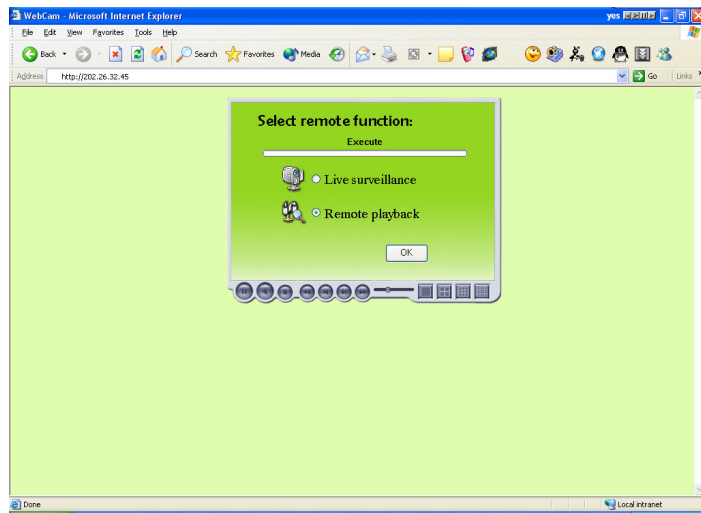 WebCam - Microsoft Internet Explorer yes
File Edit View Favorites Tools Help
Back Search Favorites Media
Address http://202.26.32.45 Go Links
Select remote function:
Execute
Live surveillance
Remote playback
OK
Done Local intranet